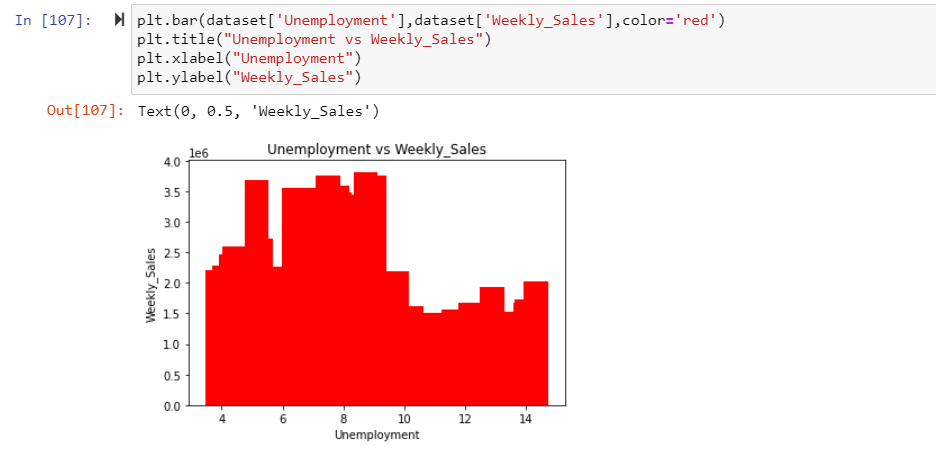 In [107]:
plt.bar(dataset['Unemployment'],dataset['Weekly_Sales'],color='red')
plt.title("Unemployment vs Weekly_Sales")
plt.xlabel("Unemployment")
plt.ylabel("Weekly_Sales")
Out[107]: Text(0, 0.5, 'Weekly_Sales')
Unemployment vs Weekly_Sales
1e6
4.0
3.5
3.0
2.5
2.0
1.5
1.0
0.5
0.0
Weekly_Sales
4 6 8 10 12 14
Unemployment